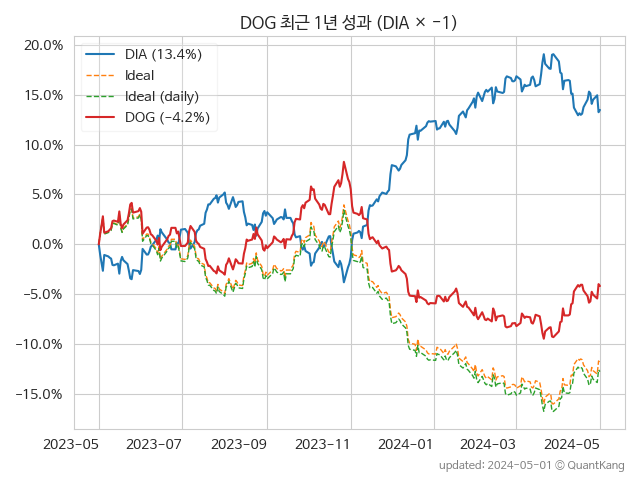 DOG 최근 1년 성과 (DIA × −1)
20.0%
15.0%
10.0%
5.0%
0.0%
−5.0%
−10.0%
−15.0%
DIA (13.4%)
Ideal
Ideal (daily)
DOG (−4.2%)
2023-05
2023-07
2023-09
2023-11
2024-01
2024-03
2024-05
updated: 2024-05-01 © QuantKang